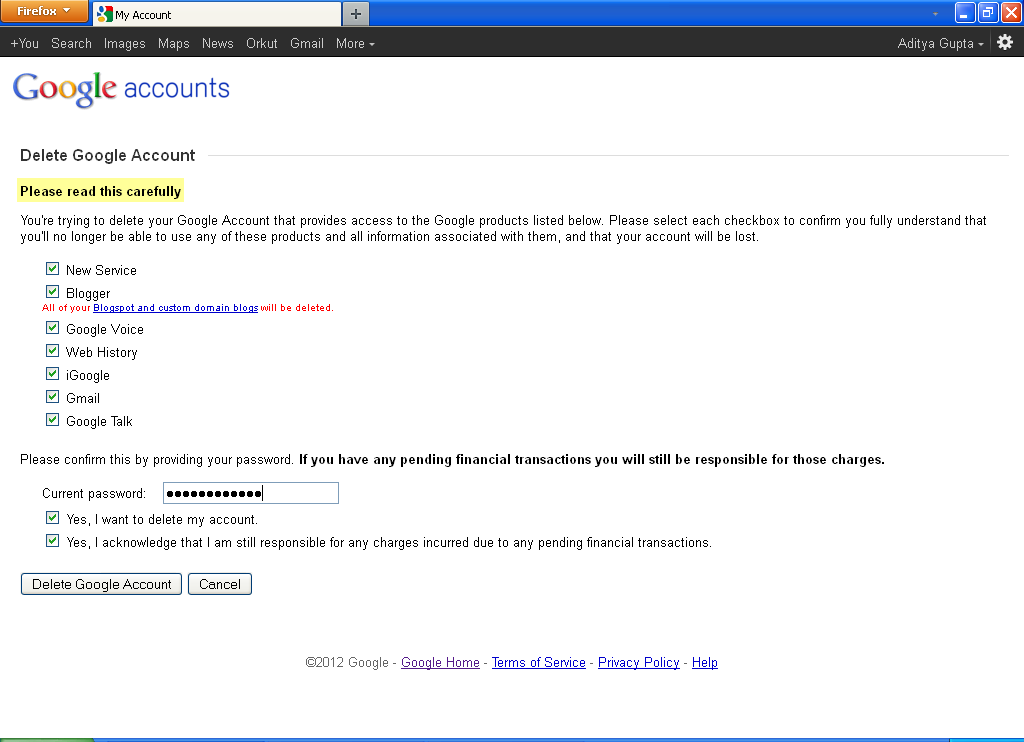 Firefox
My Account
+You Search Images Maps News Orkut Gmail More
Aditya Gupta
Google accounts
Delete Google Account
Please read this carefully
You're trying to delete your Google Account that provides access to the Google products listed below. Please select each checkbox to confirm you fully understand that
you'll no longer be able to use any of these products and all information associated with them, and that your account will be lost.
New Service
Blogger
All of your Blogspot and custom domain blogs will be deleted.
Google Voice
Web History
iGoogle
Gmail
Google Talk
Please confirm this by providing your password. If you have any pending financial transactions you will still be responsible for those charges.
Current password: ●●●●●●●●●●●●
Yes, I want to delete my account.
Yes, I acknowledge that I am still responsible for any charges incurred due to any pending financial transactions.
Delete Google Account Cancel
©2012 Google - Google Home - Terms of Service - Privacy Policy - Help